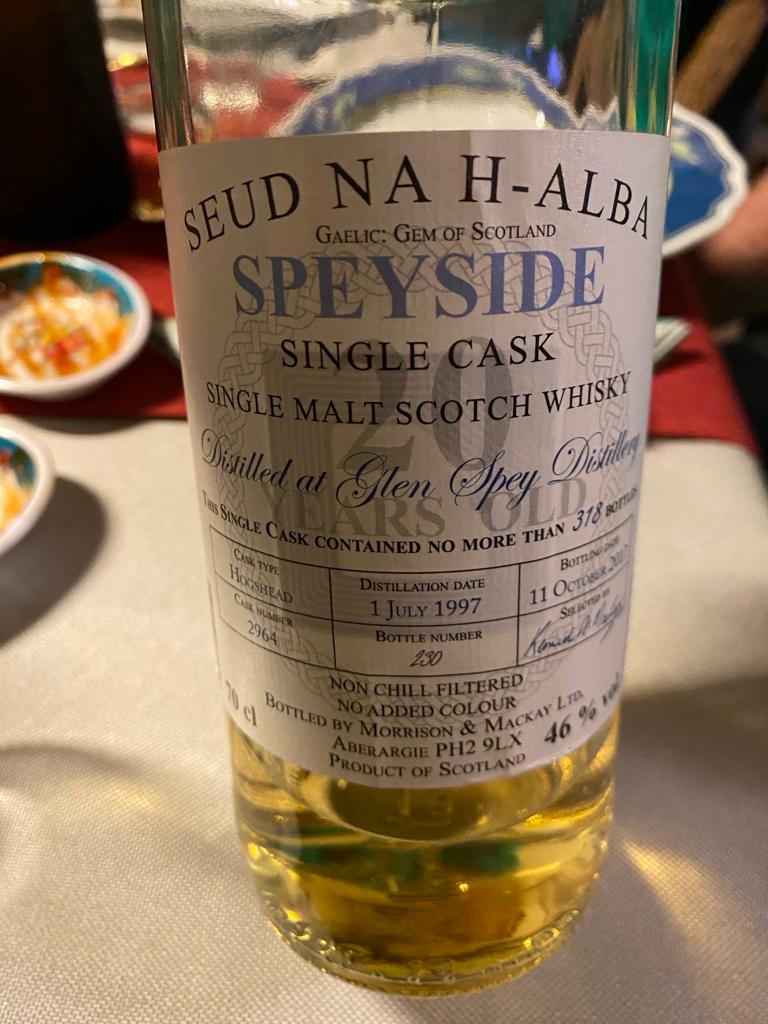 SEUD NA H-ALBA
GAELIC: GEM OF SCOTLAND
SPEYSIDE
SINGLE CASK
SINGLE MALT SCOTCH WHISKY
20
YEARS OLD
Distilled at Glen Spey Distillery
THIS SINGLE CASK CONTAINED NO MORE THAN 318 BOTTLES
CASK TYPE
HOGSHEAD
DISTILLATION DATE
1 JULY 1997
BOTTLING DATE
11 OCTOBER
CASK NUMBER
2964
BOTTLE NUMBER
230
SELECTED BY
NON CHILL FILTERED
NO ADDED COLOUR
70 cl
BOTTLED BY MORRISON & MACKAY LTD.
46 % vol
ABERARGIE PH2 9LX
PRODUCT OF SCOTLAND